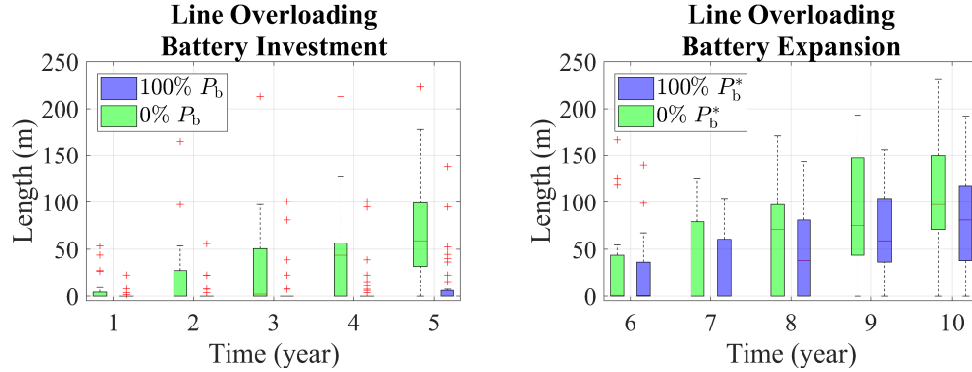 Line Overloading
Battery Investment
250
200
150
100
50
0
Length (m)
100% P_b
0% P_b
1 2 3 4 5
Time (year)
Line Overloading
Battery Expansion
250
200
150
100
50
0
Length (m)
100% P_b^*
0% P_b^*
6 7 8 9 10
Time (year)